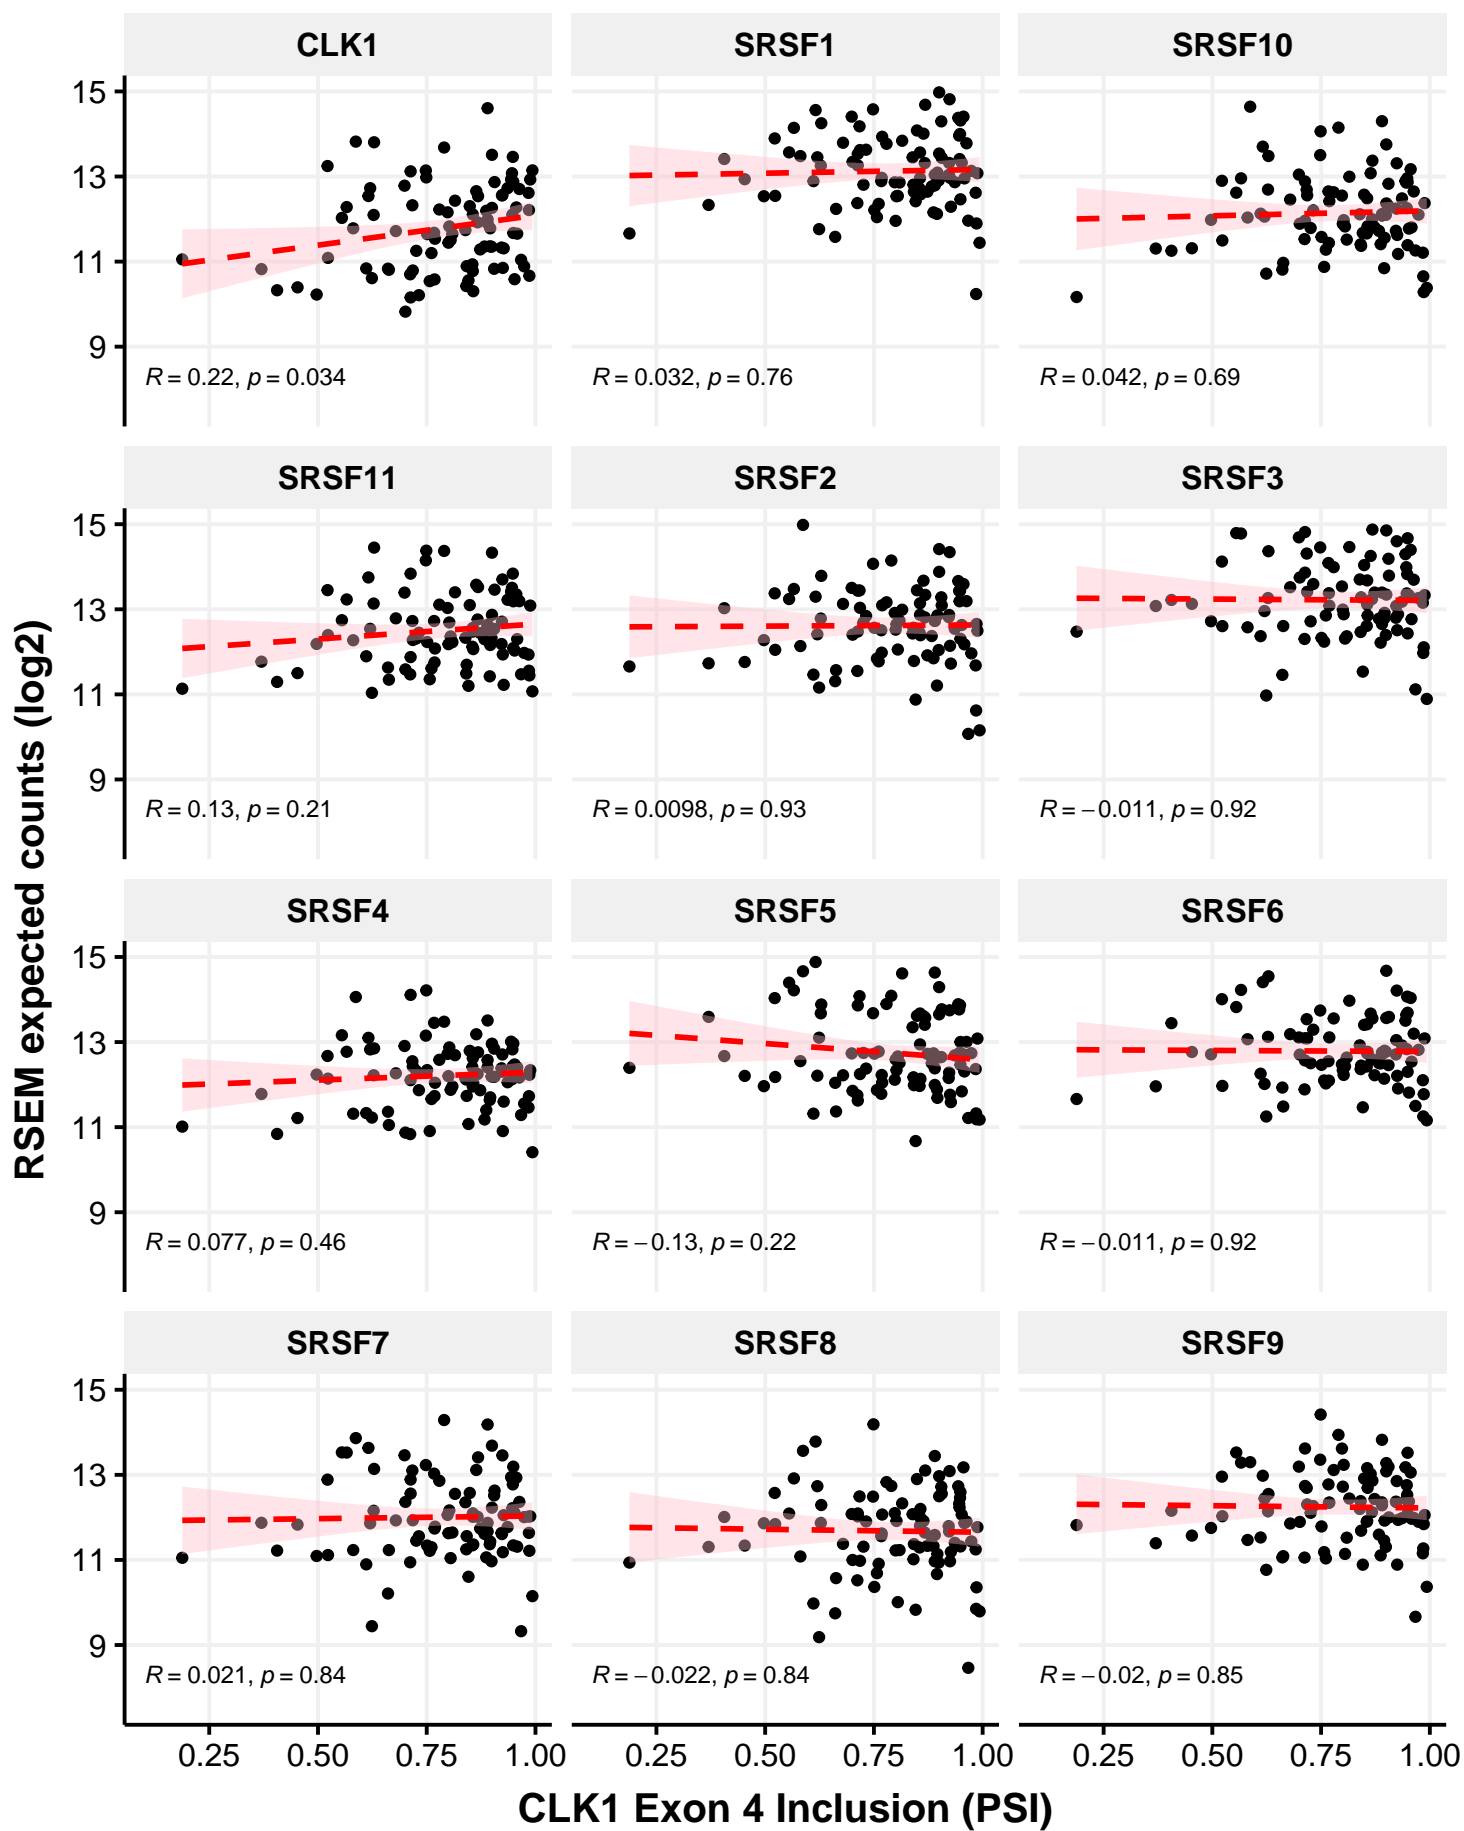 CLK1 SRSF1 SRSF10
15
13
11
9
R = 0.22, p = 0.034 R = 0.032, p = 0.76 R = 0.042, p = 0.69
SRSF11 SRSF2 SRSF3
15
13
11
9
R = 0.13, p = 0.21 R = 0.0098, p = 0.93 R = −0.011, p = 0.92
SRSF4 SRSF5 SRSF6
15
13
11
9
R = 0.077, p = 0.46 R = −0.13, p = 0.22 R = −0.011, p = 0.92
SRSF7 SRSF8 SRSF9
15
13
11
9
R = 0.021, p = 0.84 R = −0.022, p = 0.84 R = −0.02, p = 0.85
0.25 0.50 0.75 1.00 0.25 0.50 0.75 1.00 0.25 0.50 0.75 1.00
CLK1 Exon 4 Inclusion (PSI)
RSEM expected counts (log2)